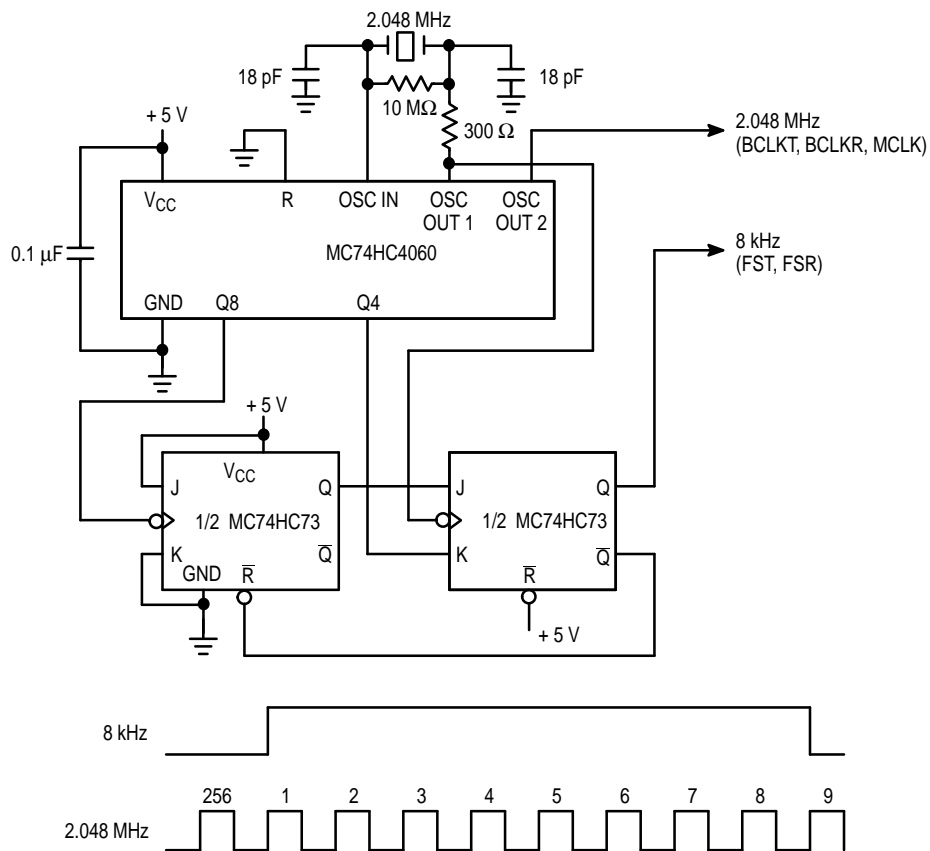 2.048 MHz
18 pF
18 pF
10 MΩ
300 Ω
+ 5 V
2.048 MHz
(BCLKT, BCLKR, MCLK)
VCC
R
OSC IN
OSC
OUT 1
OSC
OUT 2
MC74HC4060
0.1 µF
8 kHz
(FST, FSR)
GND
Q8
Q4
+ 5 V
VCC
J
Q
1/2 MC74HC73
K
Q̅
GND
R̅
J
Q
1/2 MC74HC73
K
Q̅
R̅
+ 5 V
8 kHz
256 1 2 3 4 5 6 7 8 9
2.048 MHz